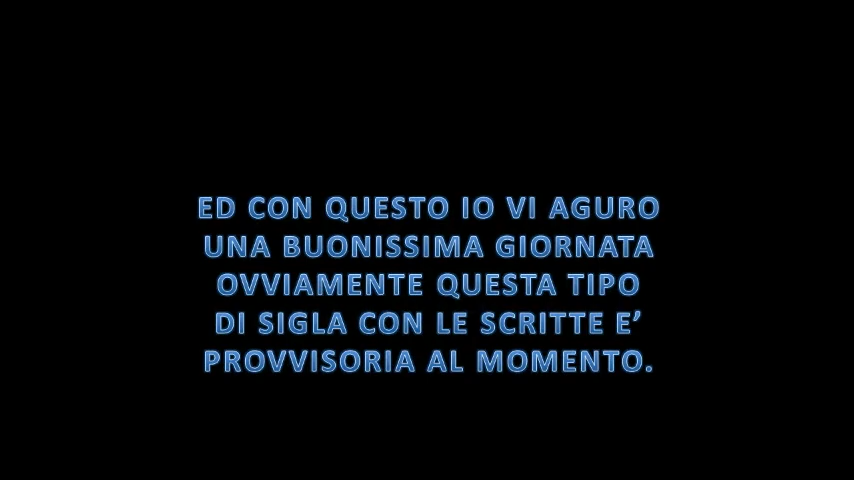 ED CON QUESTO IO VI AGURO
UNA BUONISSIMA GIORNATA
OVVIAMENTE QUESTA TIPO
DI SIGLA CON LE SCRITTE E’
PROVVISORIA AL MOMENTO.